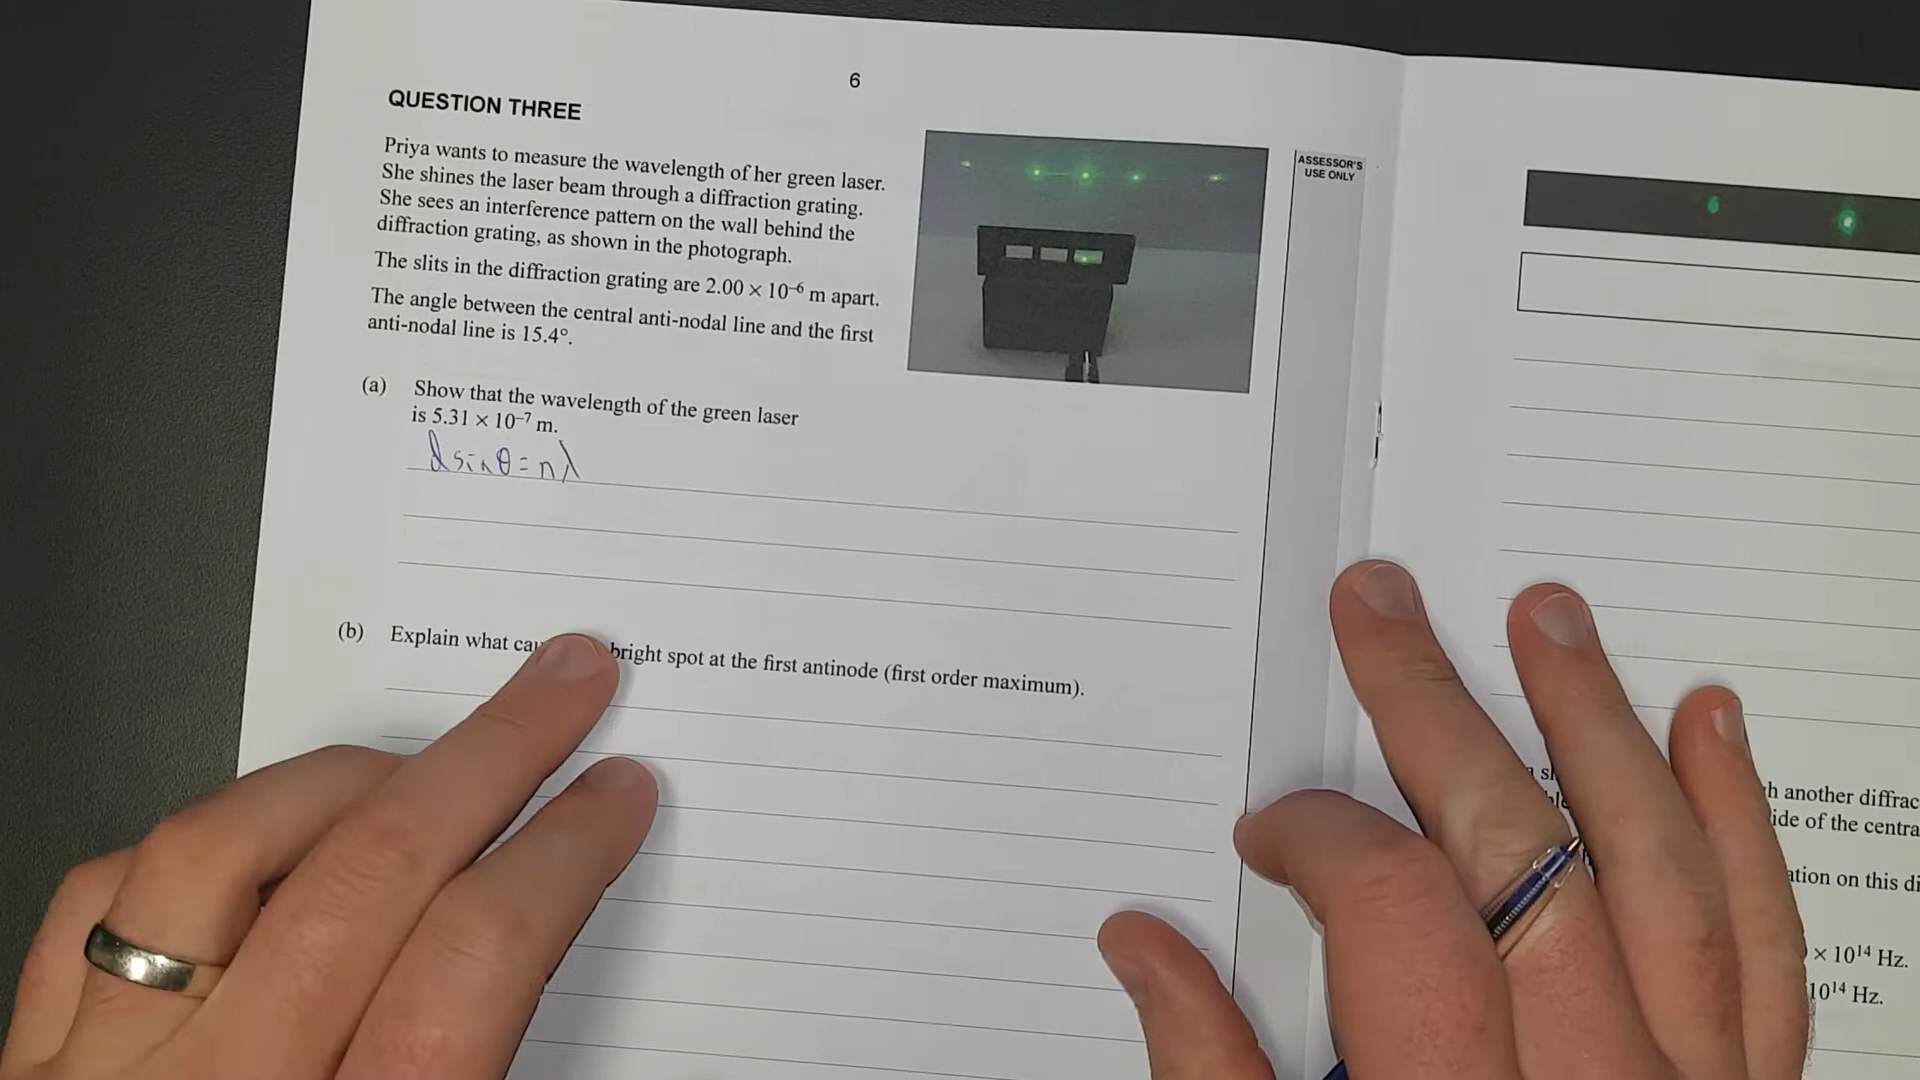 6
QUESTION THREE
Priya wants to measure the wavelength of her green laser.
She shines the laser beam through a diffraction grating.
She sees an interference pattern on the wall behind the
diffraction grating, as shown in the photograph.
The slits in the diffraction grating are 2.00 × 10⁻⁶ m apart.
The angle between the central anti-nodal line and the first
anti-nodal line is 15.4°.
(a) Show that the wavelength of the green laser
is 5.31 × 10⁻⁷ m.
d sinθ = nλ
(b) Explain what bright spot at the first antinode (first order maximum).
ASSESSOR'S
USE ONLY
another diffrac
of the centra
on this
× 10¹⁴ Hz.
10¹⁴ Hz.